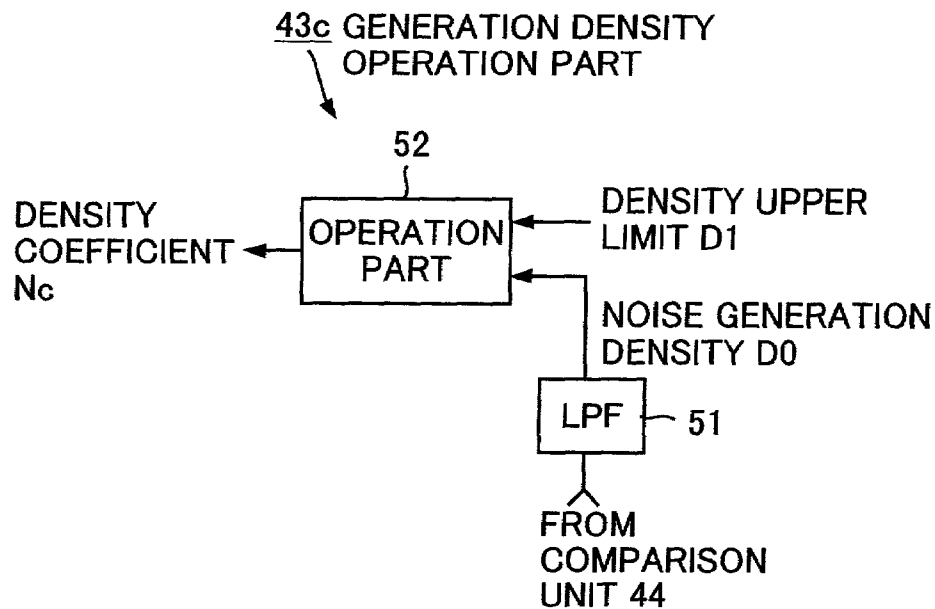 43c GENERATION DENSITY
OPERATION PART
52
DENSITY
COEFFICIENT
Nc
OPERATION
PART
DENSITY UPPER
LIMIT D1
NOISE GENERATION
DENSITY D0
LPF
51
FROM
COMPARISON
UNIT 44